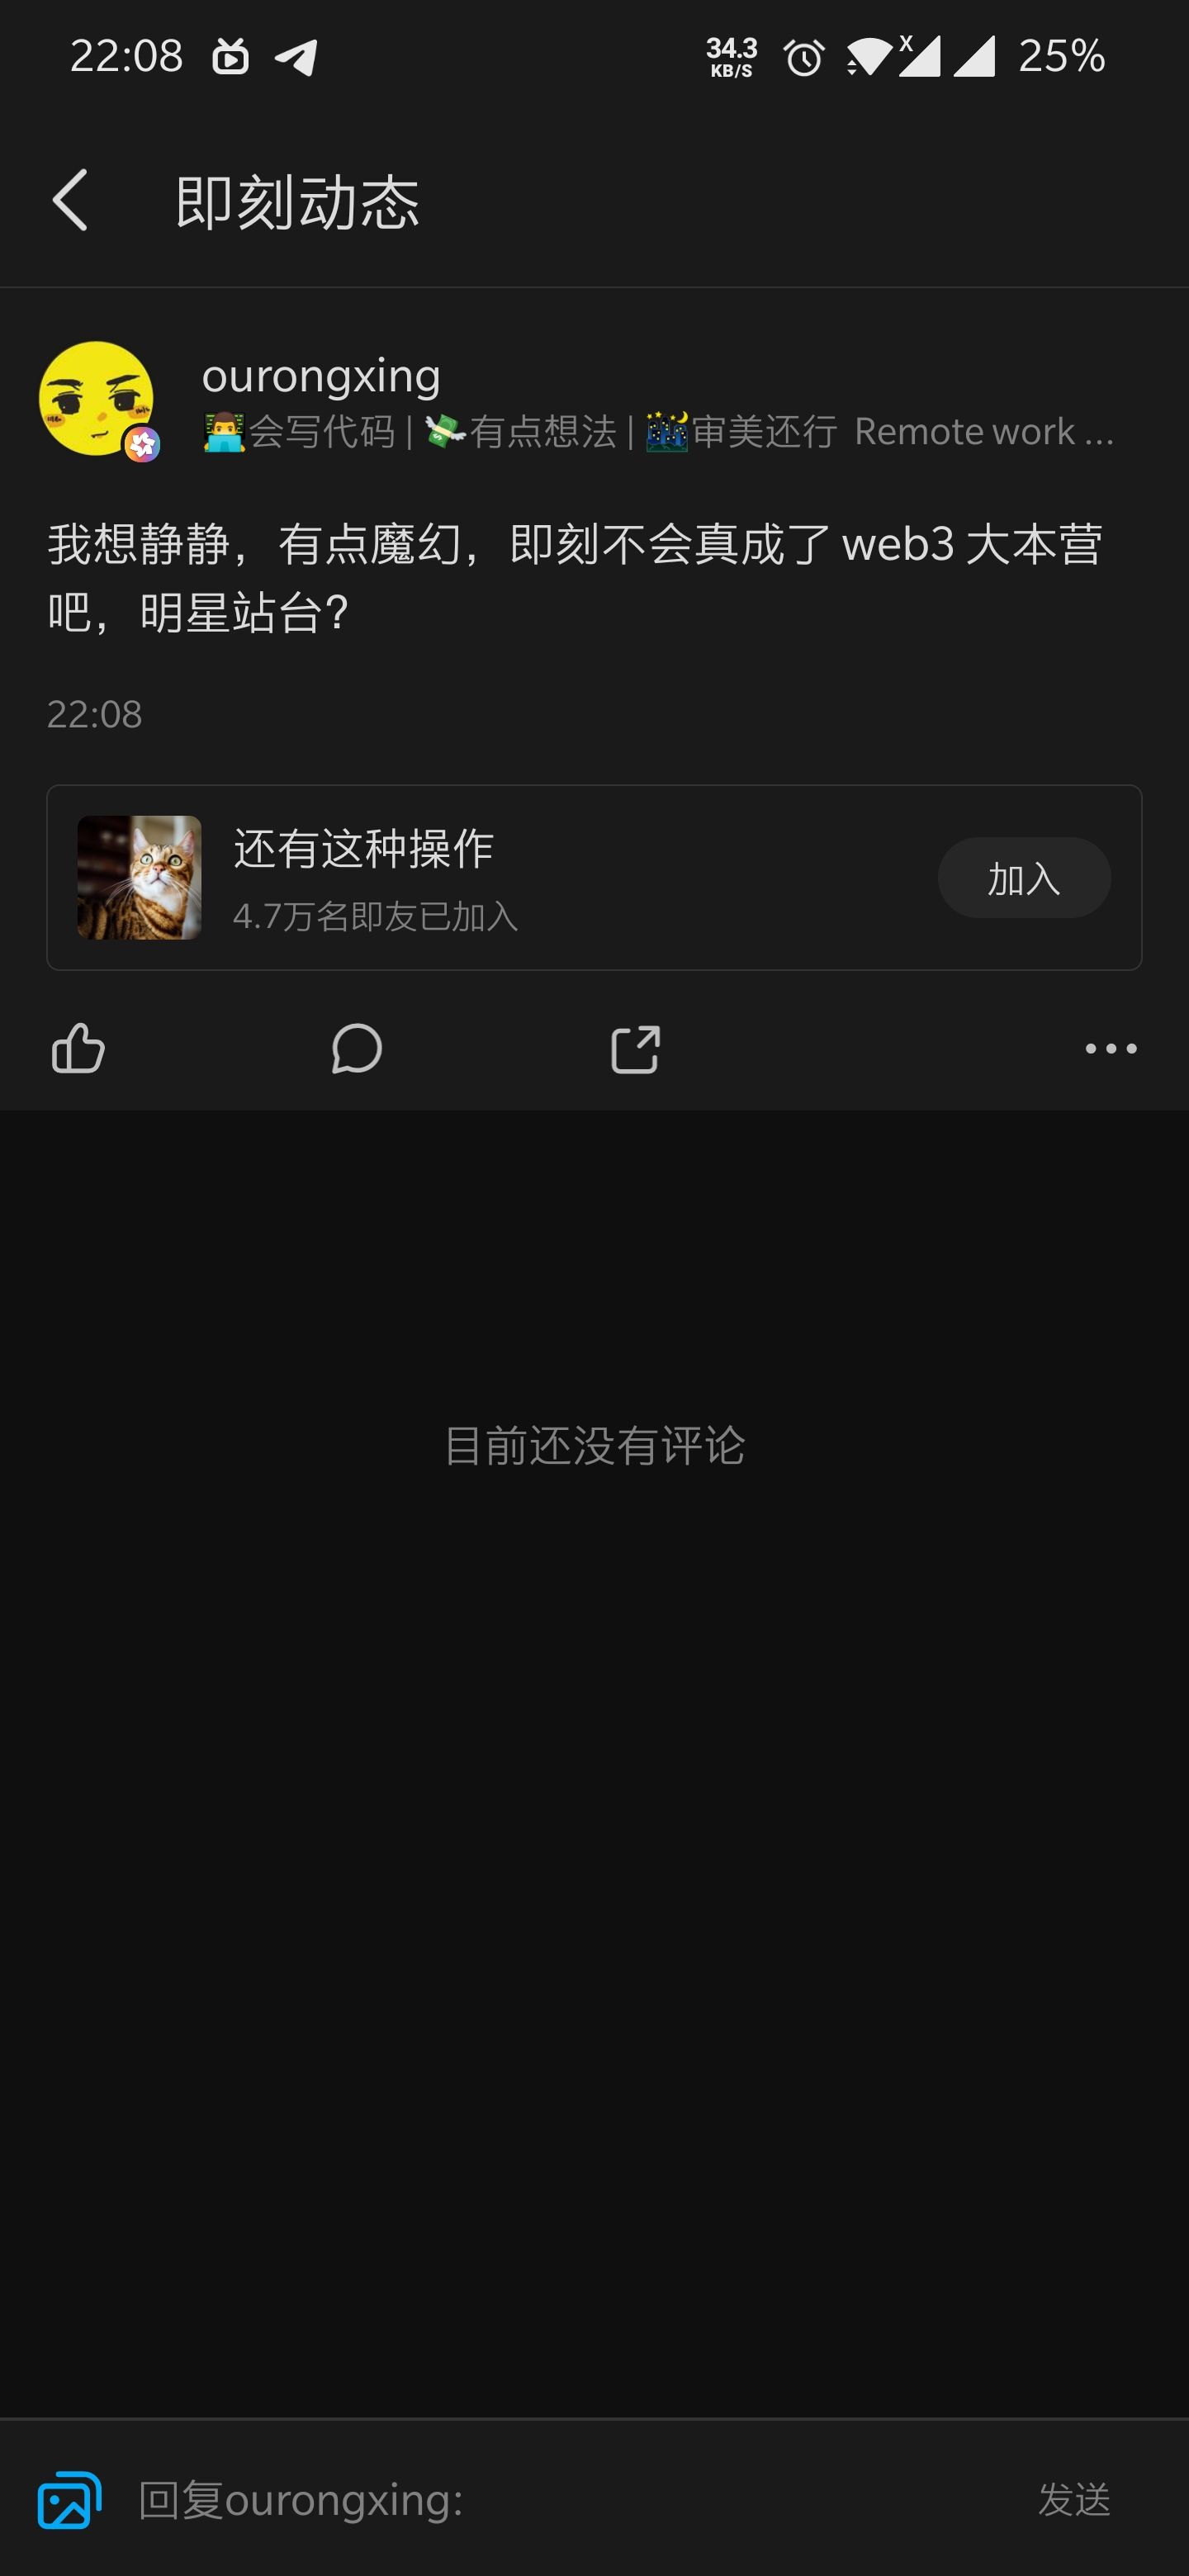 22:08
34.3
KB/S
25%
即刻动态
ourongxing
会写代码 | 有点想法 | 审美还行 Remote work ...
我想静静，有点魔幻，即刻不会真成了 web3 大本营
吧，明星站台？
22:08
还有这种操作
4.7万名即友已加入
加入
目前还没有评论
回复ourongxing:
发送